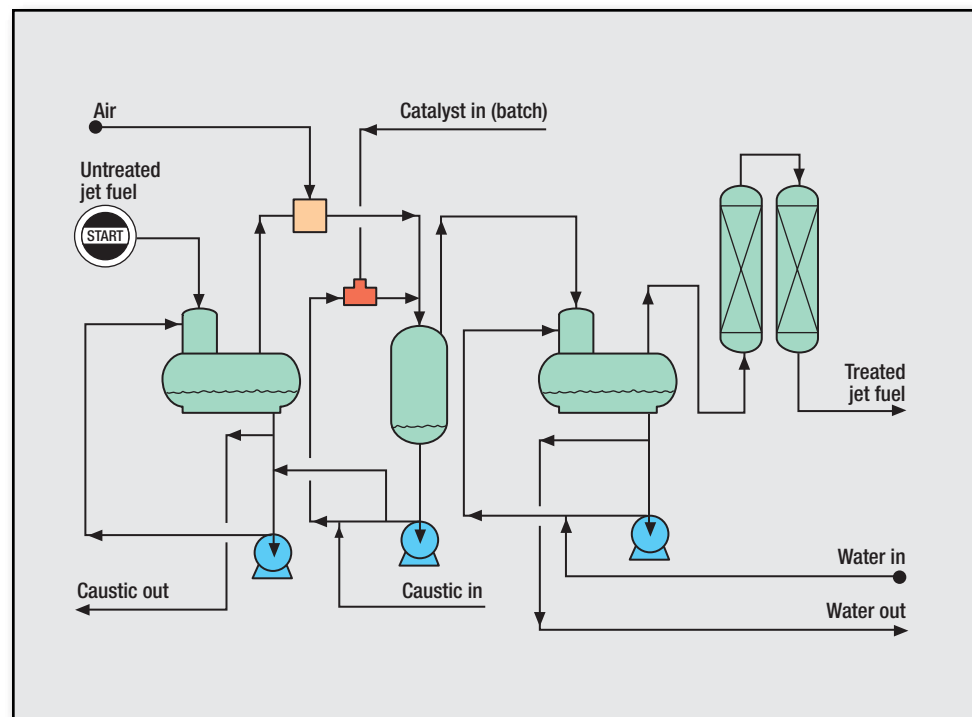 Air
Catalyst in (batch)
Untreated
jet fuel
START
Treated
jet fuel
Water in
Caustic out
Caustic in
Water out